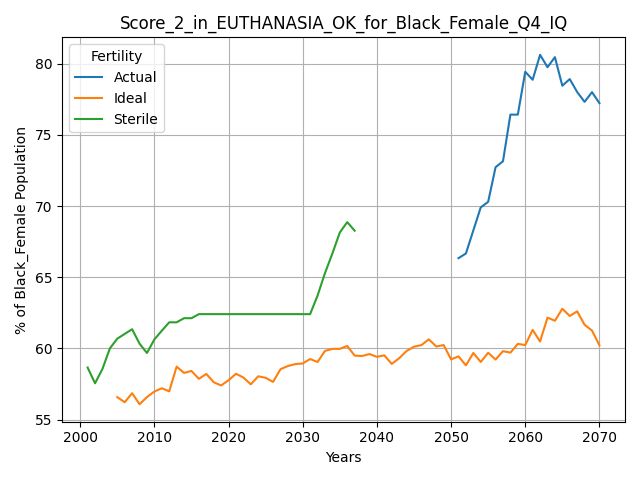 Score_2_in_EUTHANASIA_OK_for_Black_Female_Q4_IQ
Fertility
Actual
Ideal
Sterile
% of Black_Female Population
80
75
70
65
60
55
2000
2010
2020
2030
2040
2050
2060
2070
Years